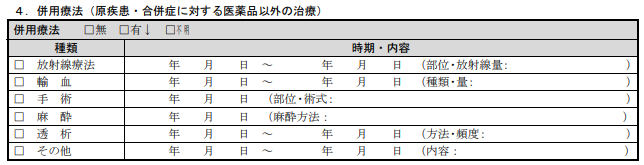 ４．併用療法（原疾患・合併症に対する医薬品以外の治療）
併用療法　□無　□有↓　□不明
種類　時期・内容
□　放射線療法　年　月　日　～　年　月　日　（部位・放射線量：　）
□　輸　血　年　月　日　～　年　月　日　（種類・量：　）
□　手　術　年　月　日　（部位・術式：　）
□　麻　酔　年　月　日　（麻酔方法：　）
□　透　析　年　月　日　～　年　月　日　（方法・頻度：　）
□　その他　年　月　日　～　年　月　日　（内容：　）